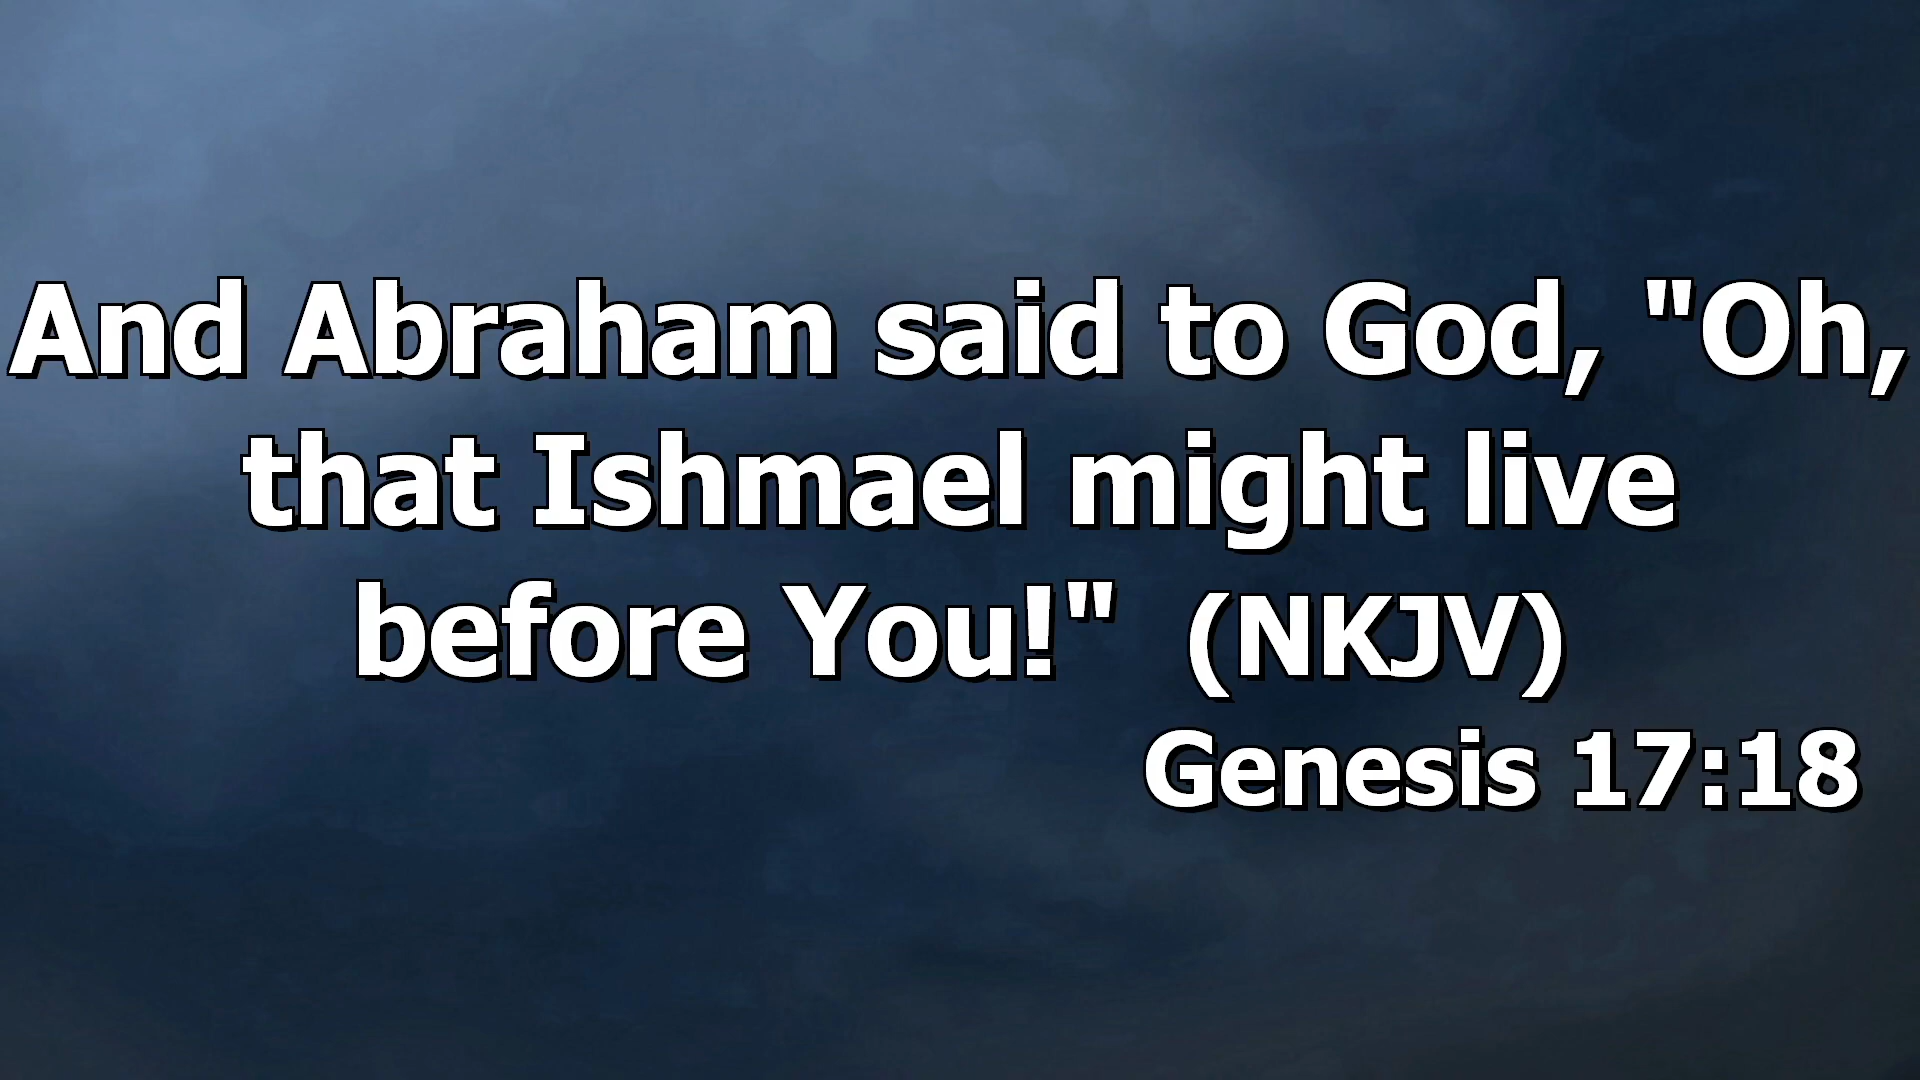 And Abraham said to God, "Oh,
that Ishmael might live
before You!" (NKJV)
Genesis 17:18